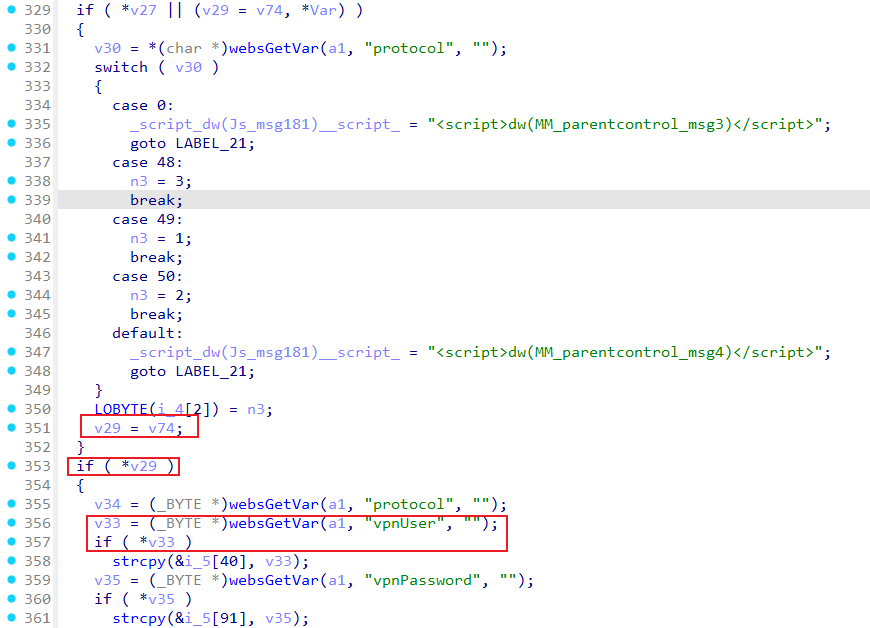 329 if ( *v27 || (v29 = v74, *Var) )
330 {
331 v30 = *(char *)websGetVar(a1, "protocol", "");
332 switch ( v30 )
333 {
334 case 0:
335 _script_dw(Js_msg181)__script_ = "<script>dw(MM_parentcontrol_msg3)</script>";
336 goto LABEL_21;
337 case 48:
338 n3 = 3;
339 break;
340 case 49:
341 n3 = 1;
342 break;
343 case 50:
344 n3 = 2;
345 break;
346 default:
347 _script_dw(Js_msg181)__script_ = "<script>dw(MM_parentcontrol_msg4)</script>";
348 goto LABEL_21;
349 }
350 LOBYTE(i_4[2]) = n3;
351 v29 = v74;
352 }
353 if ( *v29 )
354 {
355 v34 = (_BYTE *)websGetVar(a1, "protocol", "");
356 v33 = (_BYTE *)websGetVar(a1, "vpnUser", "");
357 if ( *v33 )
358 strcpy(&i_5[40], v33);
359 v35 = (_BYTE *)websGetVar(a1, "vpnPassword", "");
360 if ( *v35 )
361 strcpy(&i_5[91], v35);